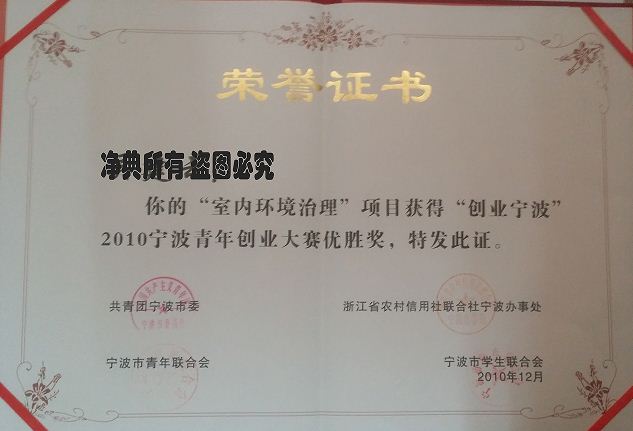 荣誉证书
净典所有 盗图必究
你的“室内环境治理”项目获得“创业宁波”
2010宁波青年创业大赛优胜奖，特发此证。
共青团宁波市委
浙江省农村信用社联合社宁波办事处
宁波市青年联合会
宁波市学生联合会
2010年12月